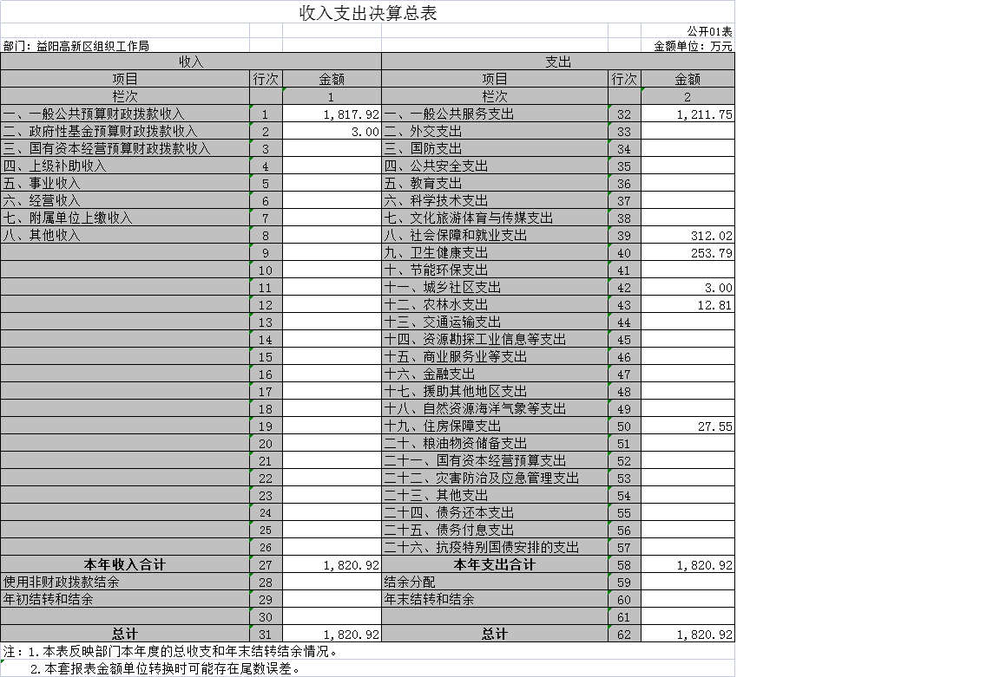 收入支出决算总表
公开01表
部门：益阳高新区组织工作局 金额单位：万元
收入 支出
项目 行次 金额 项目 行次 金额
栏次 1 栏次 2
一、一般公共预算财政拨款收入 1 1,817.92 一、一般公共服务支出 32 1,211.75
二、政府性基金预算财政拨款收入 2 3.00 二、外交支出 33
三、国有资本经营预算财政拨款收入 3 三、国防支出 34
四、上级补助收入 4 四、公共安全支出 35
五、事业收入 5 五、教育支出 36
六、经营收入 6 六、科学技术支出 37
七、附属单位上缴收入 7 七、文化旅游体育与传媒支出 38
八、其他收入 8 八、社会保障和就业支出 39 312.02
9 九、卫生健康支出 40 253.79
10 十、节能环保支出 41
11 十一、城乡社区支出 42 3.00
12 十二、农林水支出 43 12.81
13 十三、交通运输支出 44
14 十四、资源勘探工业信息等支出 45
15 十五、商业服务业等支出 46
16 十六、金融支出 47
17 十七、援助其他地区支出 48
18 十八、自然资源海洋气象等支出 49
19 十九、住房保障支出 50 27.55
20 二十、粮油物资储备支出 51
21 二十一、国有资本经营预算支出 52
22 二十二、灾害防治及应急管理支出 53
23 二十三、其他支出 54
24 二十四、债务还本支出 55
25 二十五、债务付息支出 56
26 二十六、抗疫特别国债安排的支出 57
本年收入合计 27 1,820.92 本年支出合计 58 1,820.92
使用非财政拨款结余 28 结余分配 59
年初结转和结余 29 年末结转和结余 60
30 61
总计 31 1,820.92 总计 62 1,820.92
注：1.本表反映部门本年度的总收支和年末结转结余情况。
2.本套报表金额单位转换时可能存在尾数误差。